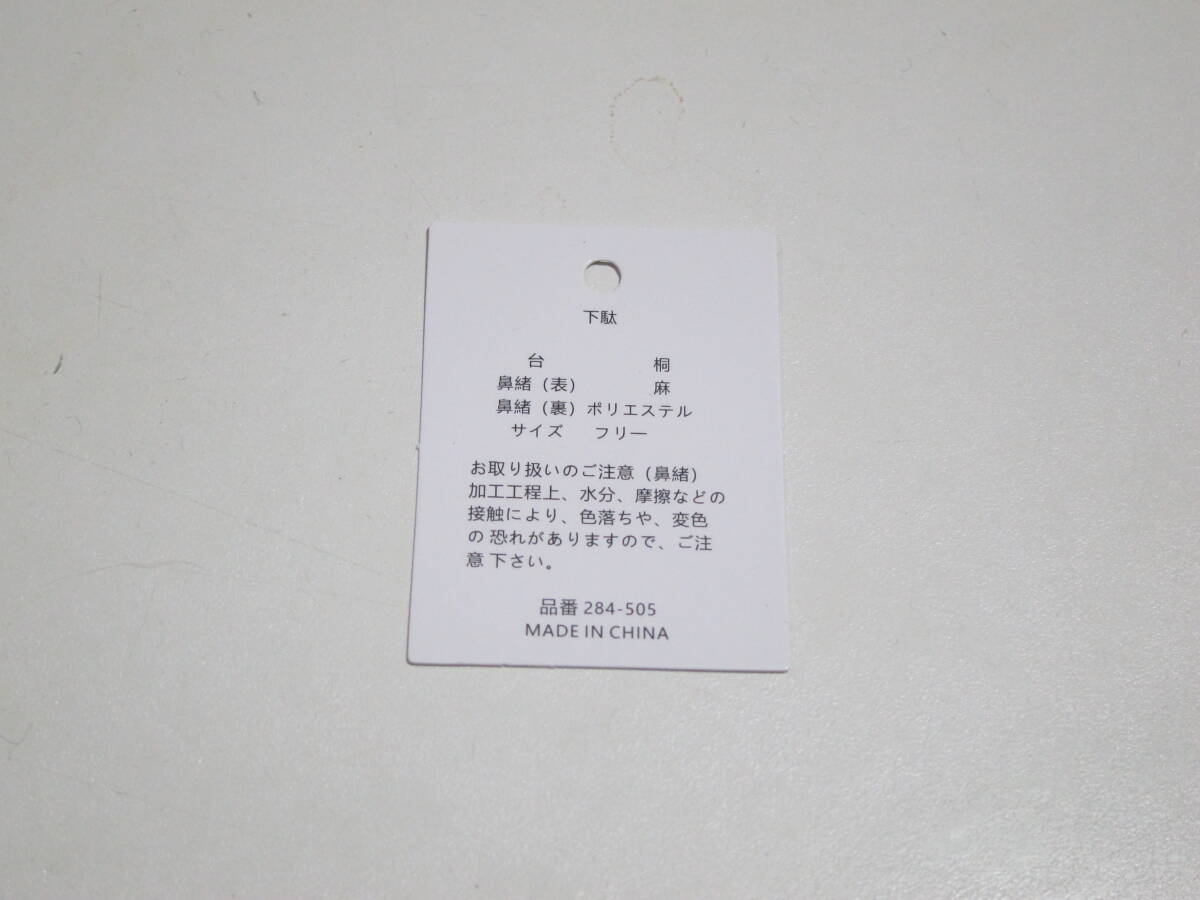 下駄
台 桐
鼻緒（表） 麻
鼻緒（裏）ポリエステル
サイズ フリー
お取り扱いのご注意（鼻緒）
加工工程上、水分、摩擦などの
接触により、色落ちや、変色
の 恐れがありますので、ご注
意 下さい。
品番 284-505
MADE IN CHINA